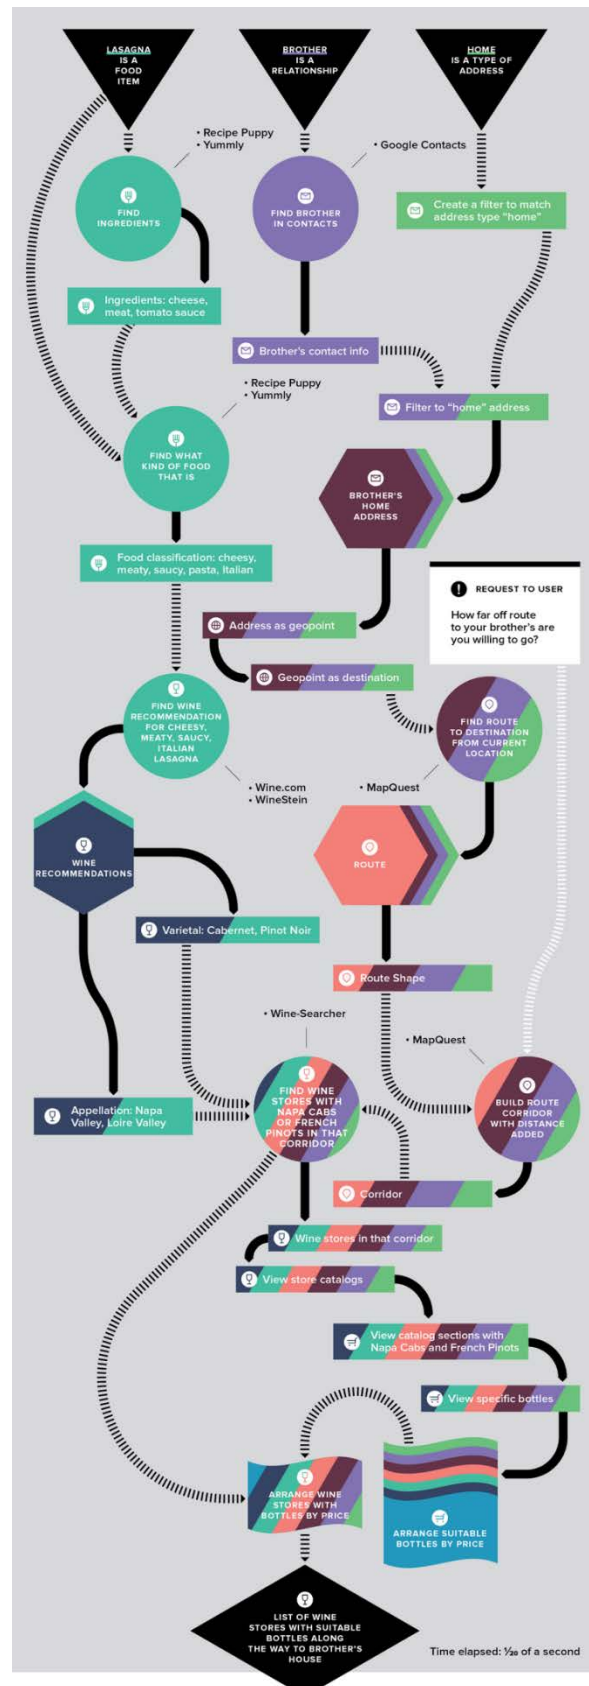 LASAGNA
IS A
FOOD
ITEM
BROTHER
IS A
RELATIONSHIP
HOME
IS A TYPE OF
ADDRESS
• Recipe Puppy
• Yummly
• Google Contacts
FIND
INGREDIENTS
FIND BROTHER
IN CONTACTS
Create a filter to match
address type “home”
Ingredients: cheese,
meat, tomato sauce
Brother's contact info
• Recipe Puppy
• Yummly
Filter to “home” address
FIND WHAT
KIND OF FOOD
THAT IS
BROTHER'S
HOME
ADDRESS
Food classification: cheesy,
meaty, saucy, pasta, Italian
! REQUEST TO USER
How far off route
to your brother's are
you willing to go?
Address as geopoint
Geopoint as destination
FIND WINE
RECOMMENDATION
FOR CHEESY,
MEATY, SAUCY,
ITALIAN
LASAGNA
FIND ROUTE
TO DESTINATION
FROM CURRENT
LOCATION
• Wine.com
• WineStein
• MapQuest
WINE
RECOMMENDATIONS
ROUTE
Varietal: Cabernet, Pinot Noir
Route Shape
• Wine-Searcher
• MapQuest
Appellation: Napa
Valley, Loire Valley
FIND WINE
STORES WITH
NAPA CABS
OR FRENCH
PINOTS IN THAT
CORRIDOR
BUILD ROUTE
CORRIDOR
WITH DISTANCE
ADDED
Corridor
Wine stores in that corridor
View store catalogs
View catalog sections with
Napa Cabs and French Pinots
View specific bottles
ARRANGE WINE
STORES WITH
BOTTLES BY PRICE
ARRANGE SUITABLE
BOTTLES BY PRICE
LIST OF WINE
STORES WITH SUITABLE
BOTTLES ALONG
THE WAY TO BROTHER'S
HOUSE
Time elapsed: 1⁄20 of a second